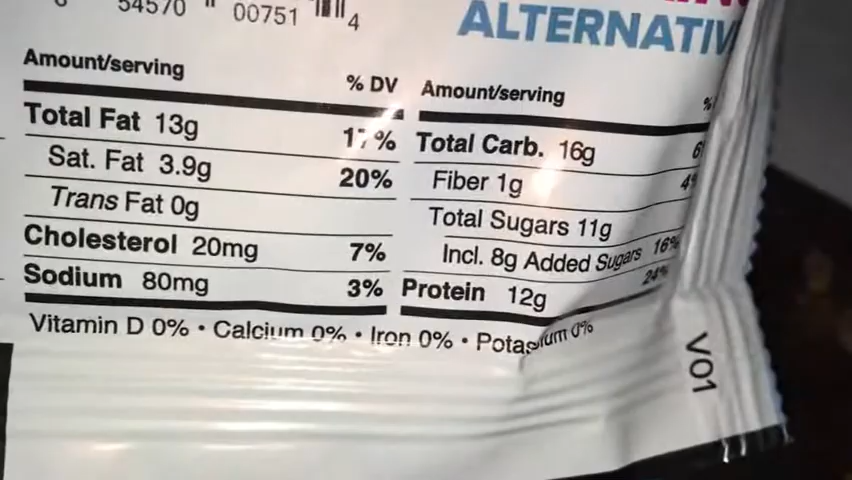 54570 00751 4
ALTERNATIV
Amount/serving % DV
Total Fat 13g 17%
Sat. Fat 3.9g 20%
Trans Fat 0g
Cholesterol 20mg 7%
Sodium 80mg 3%
Amount/serving %
Total Carb. 16g 6
Fiber 1g 4%
Total Sugars 11g
Incl. 8g Added Sugars 16%
Protein 12g 24%
Vitamin D 0% • Calcium 0% • Iron 0% • Potassium 0%
V01